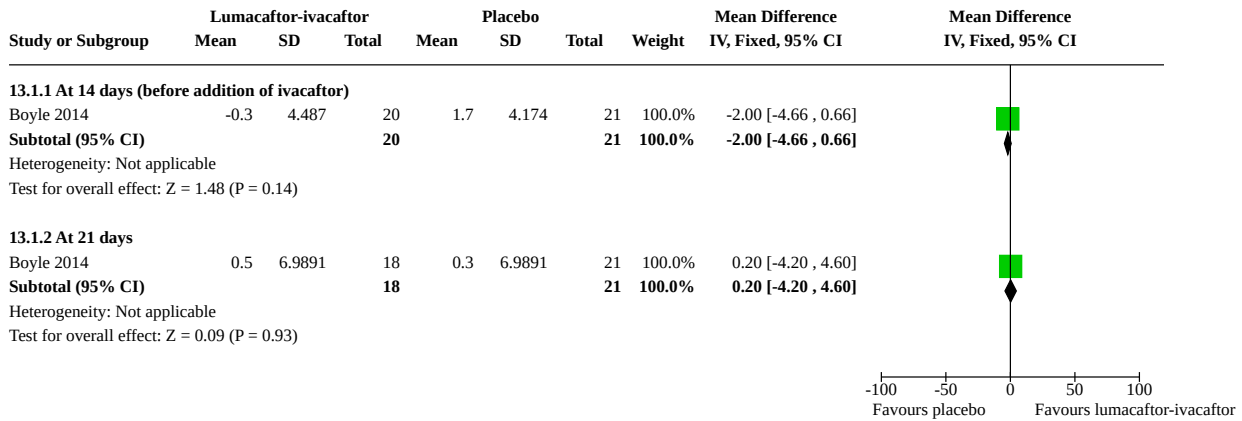 Lumacaftor-ivacaftor Placebo Mean Difference Mean Difference
Study or Subgroup Mean SD Total Mean SD Total Weight IV, Fixed, 95% CI IV, Fixed, 95% CI
13.1.1 At 14 days (before addition of ivacaftor)
Boyle 2014 -0.3 4.487 20 1.7 4.174 21 100.0% -2.00 [-4.66 , 0.66]
Subtotal (95% CI) 20 21 100.0% -2.00 [-4.66 , 0.66]
Heterogeneity: Not applicable
Test for overall effect: Z = 1.48 (P = 0.14)
13.1.2 At 21 days
Boyle 2014 0.5 6.9891 18 0.3 6.9891 21 100.0% 0.20 [-4.20 , 4.60]
Subtotal (95% CI) 18 21 100.0% 0.20 [-4.20 , 4.60]
Heterogeneity: Not applicable
Test for overall effect: Z = 0.09 (P = 0.93)
-100 -50 0 50 100
Favours placebo Favours lumacaftor-ivacaftor